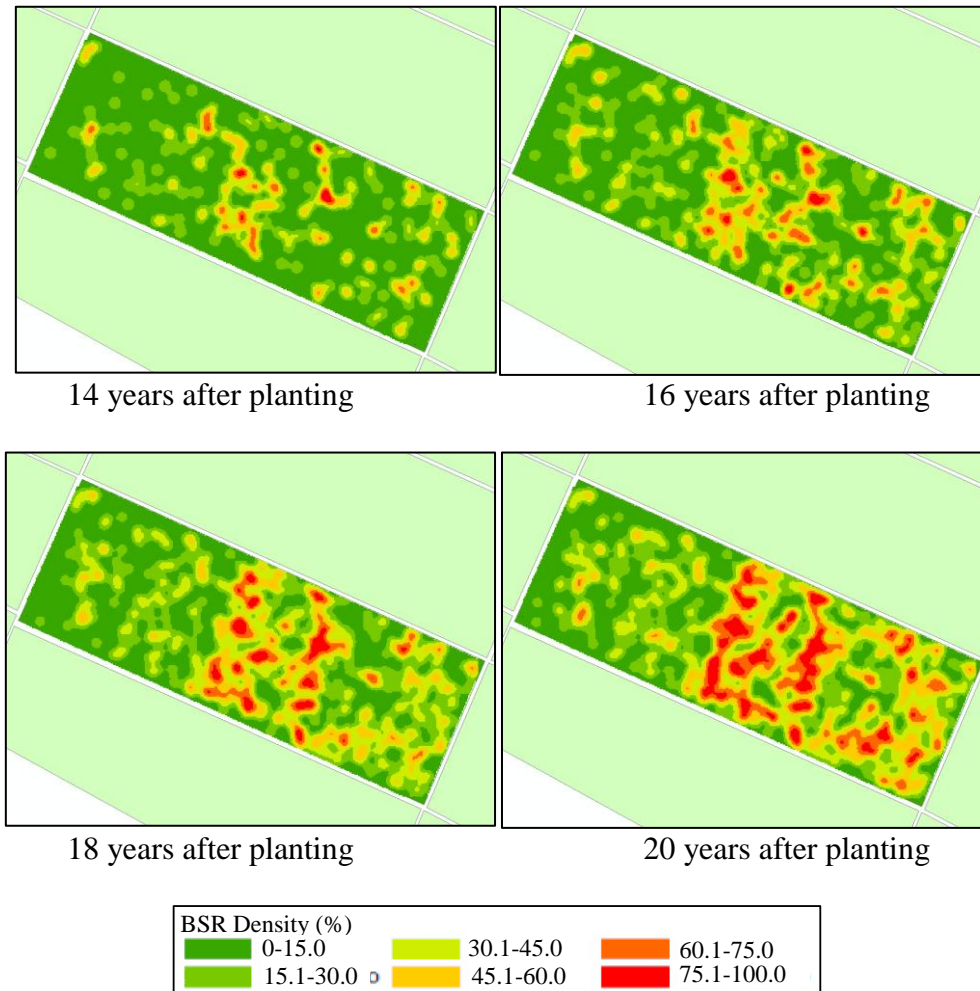 14 years after planting
16 years after planting
18 years after planting
20 years after planting
BSR Density (%)
0-15.0 30.1-45.0 60.1-75.0
15.1-30.0 45.1-60.0 75.1-100.0